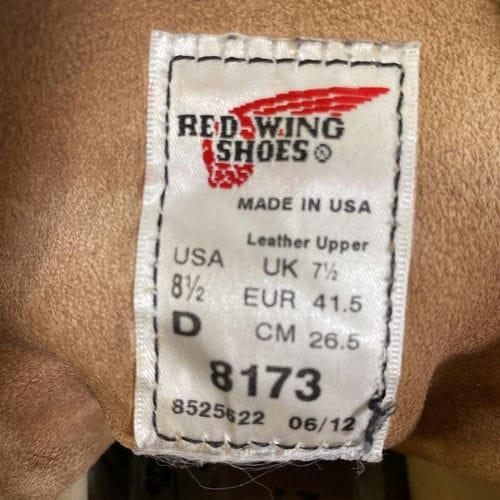 RED WING
SHOES®
MADE IN USA
Leather Upper
USA UK 7½
8½ EUR 41.5
D CM 26.5
8173
8525622 06/12